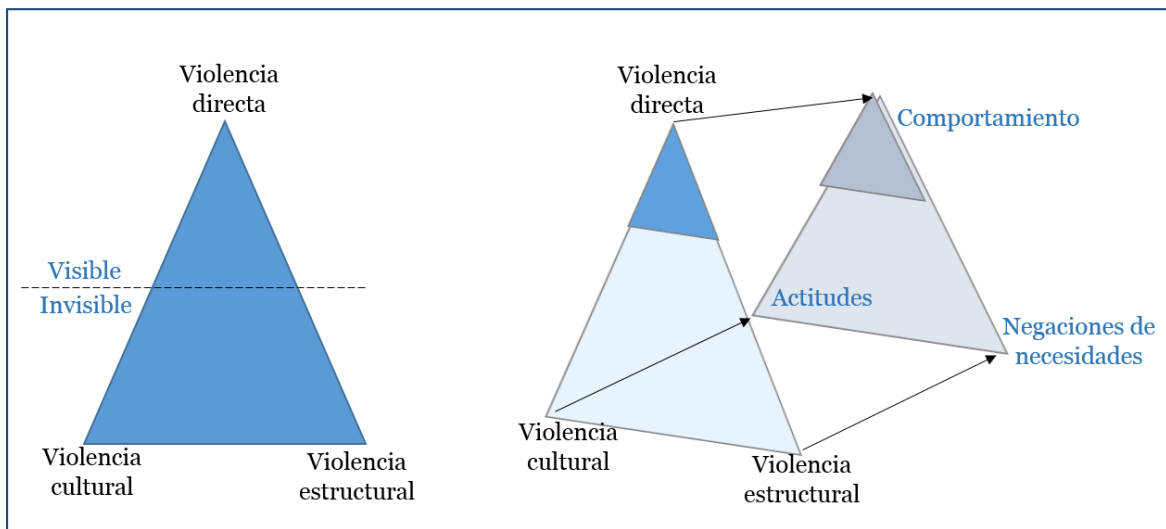 Violencia
directa
Visible
Invisible
Violencia
cultural
Violencia
estructural
Violencia
directa
Comportamiento
Actitudes
Negaciones de
necesidades
Violencia
cultural
Violencia
estructural